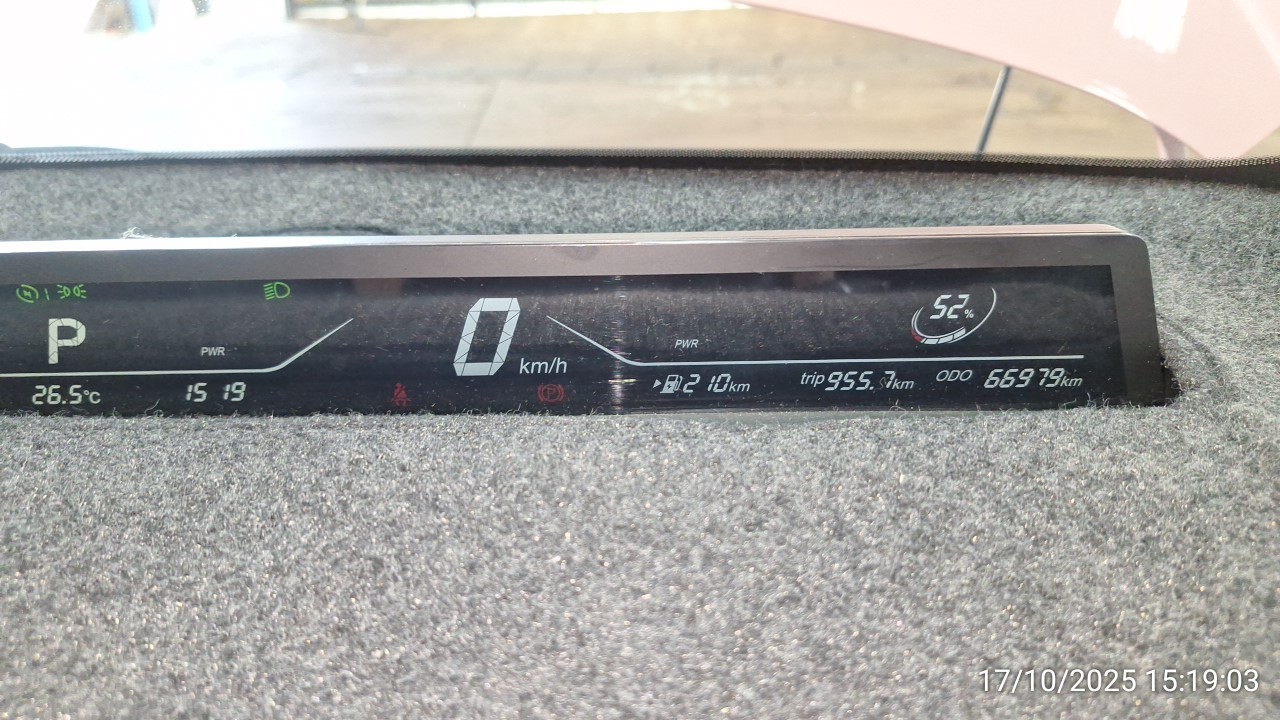 P
PWR
26.5°C
15 19
0 km/h
PWR
210km
trip 955.7km
ODO 66979km
52%
17/10/2025 15:19:03